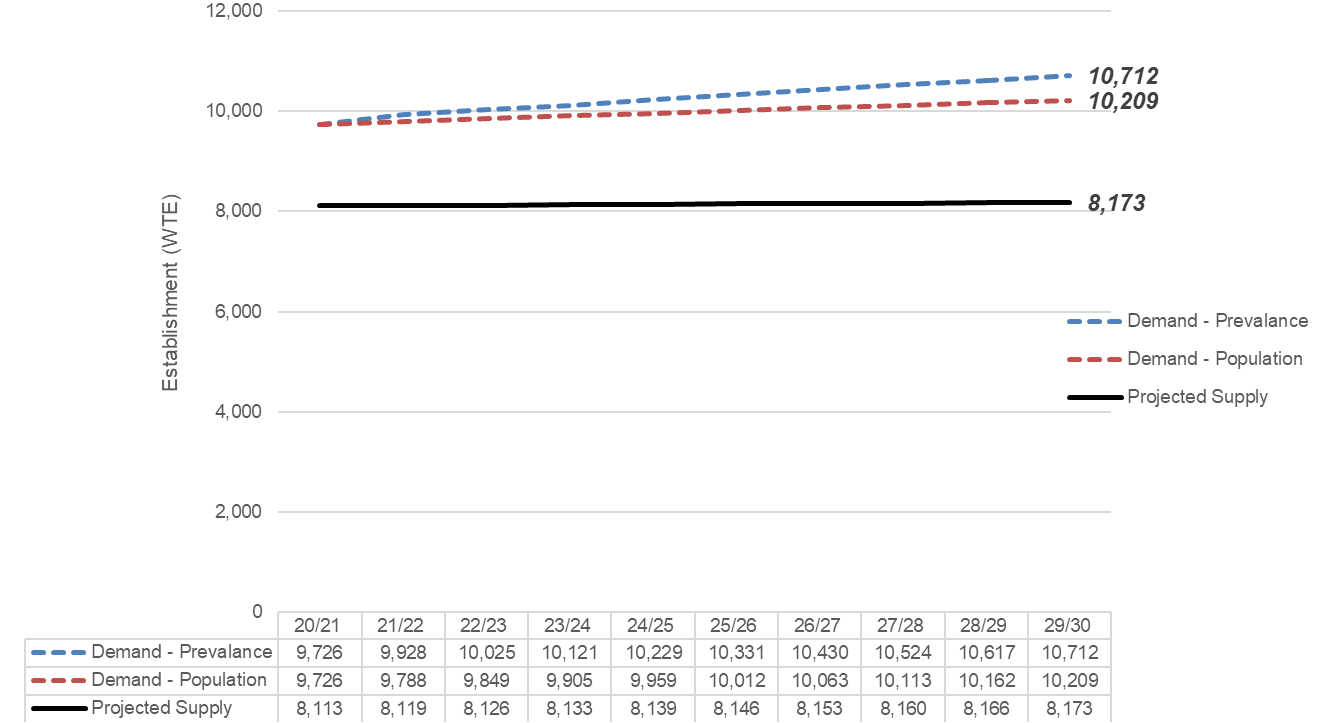 12,000
10,000
8,000
6,000
4,000
2,000
0
Establishment (WTE)
10,712
10,209
8,173
Demand - Prevalance
Demand - Population
Projected Supply
20/21 21/22 22/23 23/24 24/25 25/26 26/27 27/28 28/29 29/30
Demand - Prevalance 9,726 9,928 10,025 10,121 10,229 10,331 10,430 10,524 10,617 10,712
Demand - Population 9,726 9,788 9,849 9,905 9,959 10,012 10,063 10,113 10,162 10,209
Projected Supply 8,113 8,119 8,126 8,133 8,139 8,146 8,153 8,160 8,166 8,173